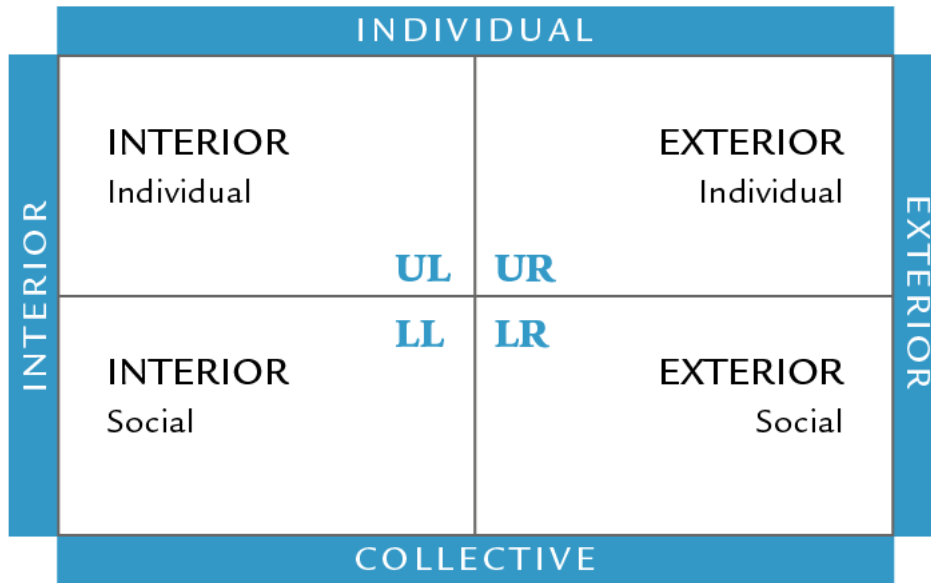 INDIVIDUAL
INTERIOR
INTERIOR
Individual
EXTERIOR
Individual
EXTERIOR
UL
UR
LL
LR
INTERIOR
Social
EXTERIOR
Social
COLLECTIVE